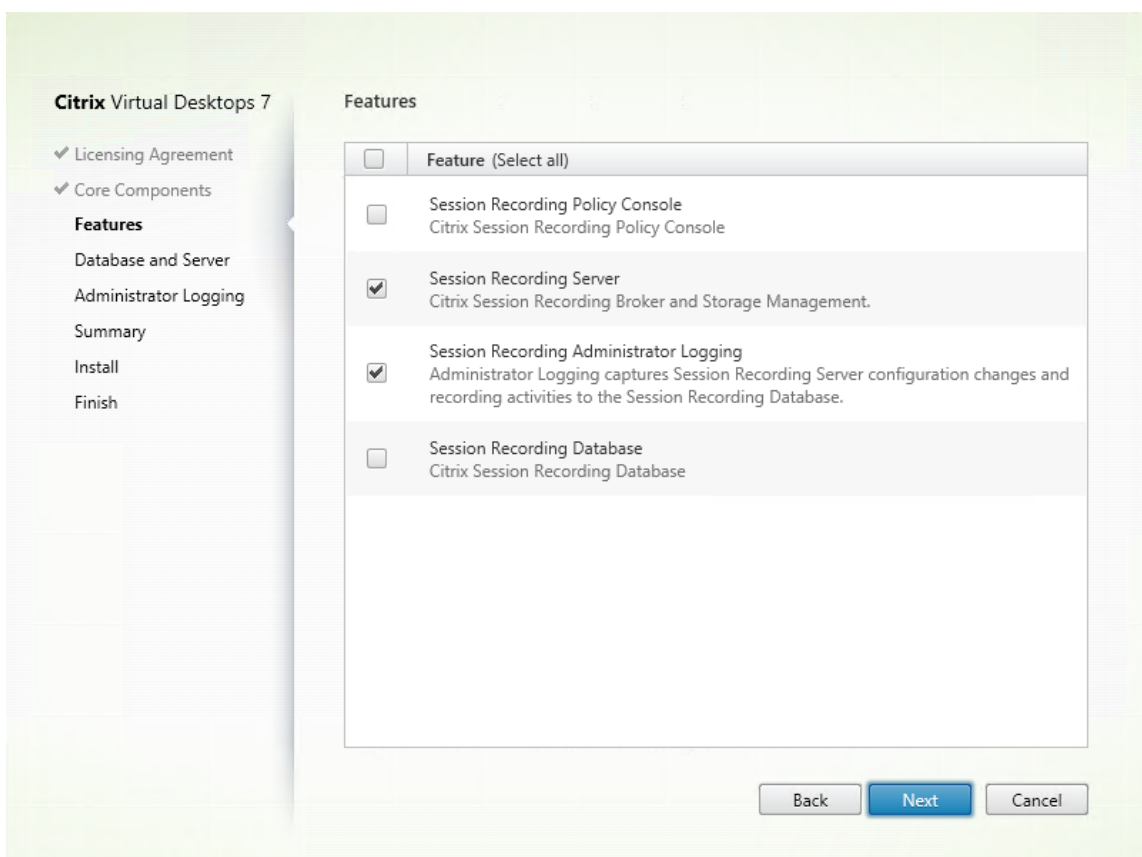 Citrix Virtual Desktops 7
Licensing Agreement
Core Components
Features
Database and Server
Administrator Logging
Summary
Install
Finish
Features
Feature (Select all)
Session Recording Policy Console
Citrix Session Recording Policy Console
Session Recording Server
Citrix Session Recording Broker and Storage Management.
Session Recording Administrator Logging
Administrator Logging captures Session Recording Server configuration changes and
recording activities to the Session Recording Database.
Session Recording Database
Citrix Session Recording Database
Back Next Cancel